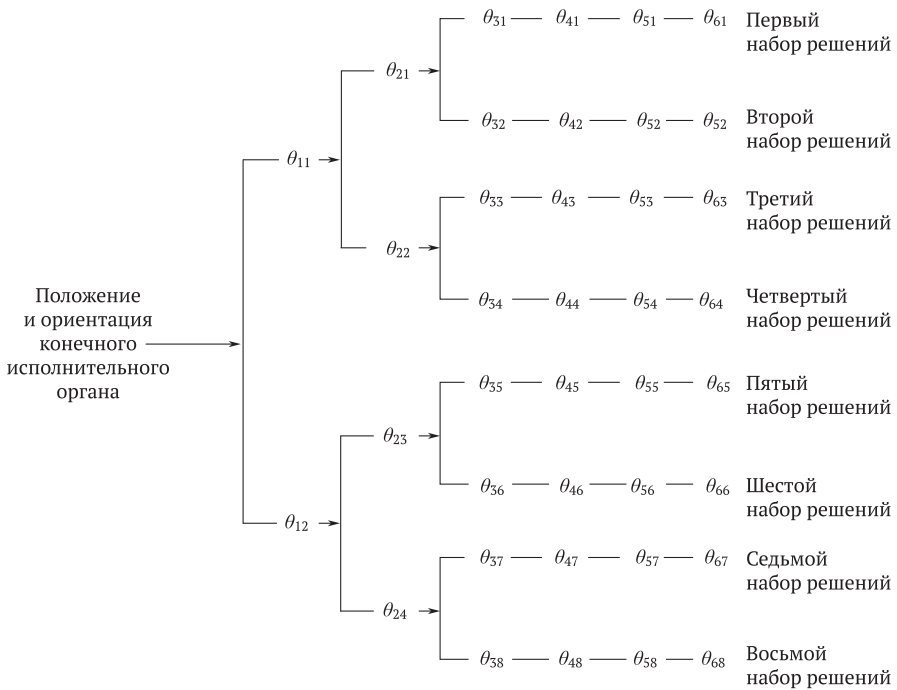 θ31 θ41 θ51 θ61 Первый
набор решений
θ21
θ32 θ42 θ52 θ52 Второй
набор решений
θ11
θ33 θ43 θ53 θ63 Третий
набор решений
θ22
θ34 θ44 θ54 θ64 Четвертый
набор решений
Положение
и ориентация
конечного
исполнительного
органа
θ35 θ45 θ55 θ65 Пятый
набор решений
θ23
θ36 θ46 θ56 θ66 Шестой
набор решений
θ12
θ37 θ47 θ57 θ67 Седьмой
набор решений
θ24
θ38 θ48 θ58 θ68 Восьмой
набор решений